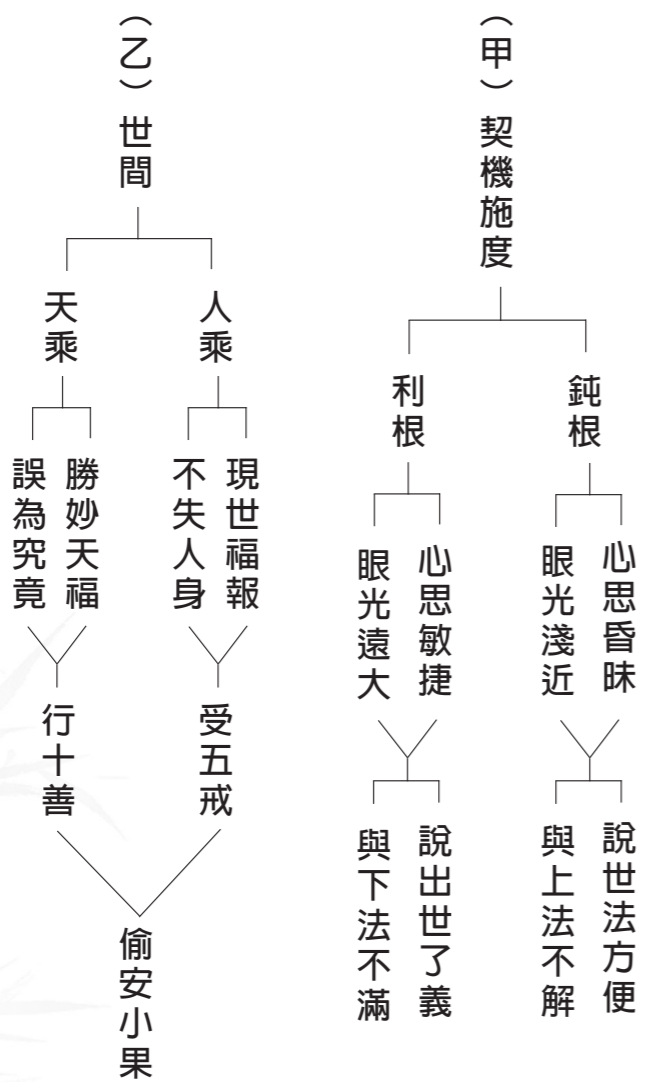 （甲）契機施度
鈍根
心思昏昧
眼光淺近
說世法方便
與上法不解
利根
心思敏捷
眼光遠大
說出世了義
與下法不滿
（乙）世間
人乘
現世福報
不失人身
受五戒
天乘
勝妙天福
誤為究竟
行十善
偷安小果